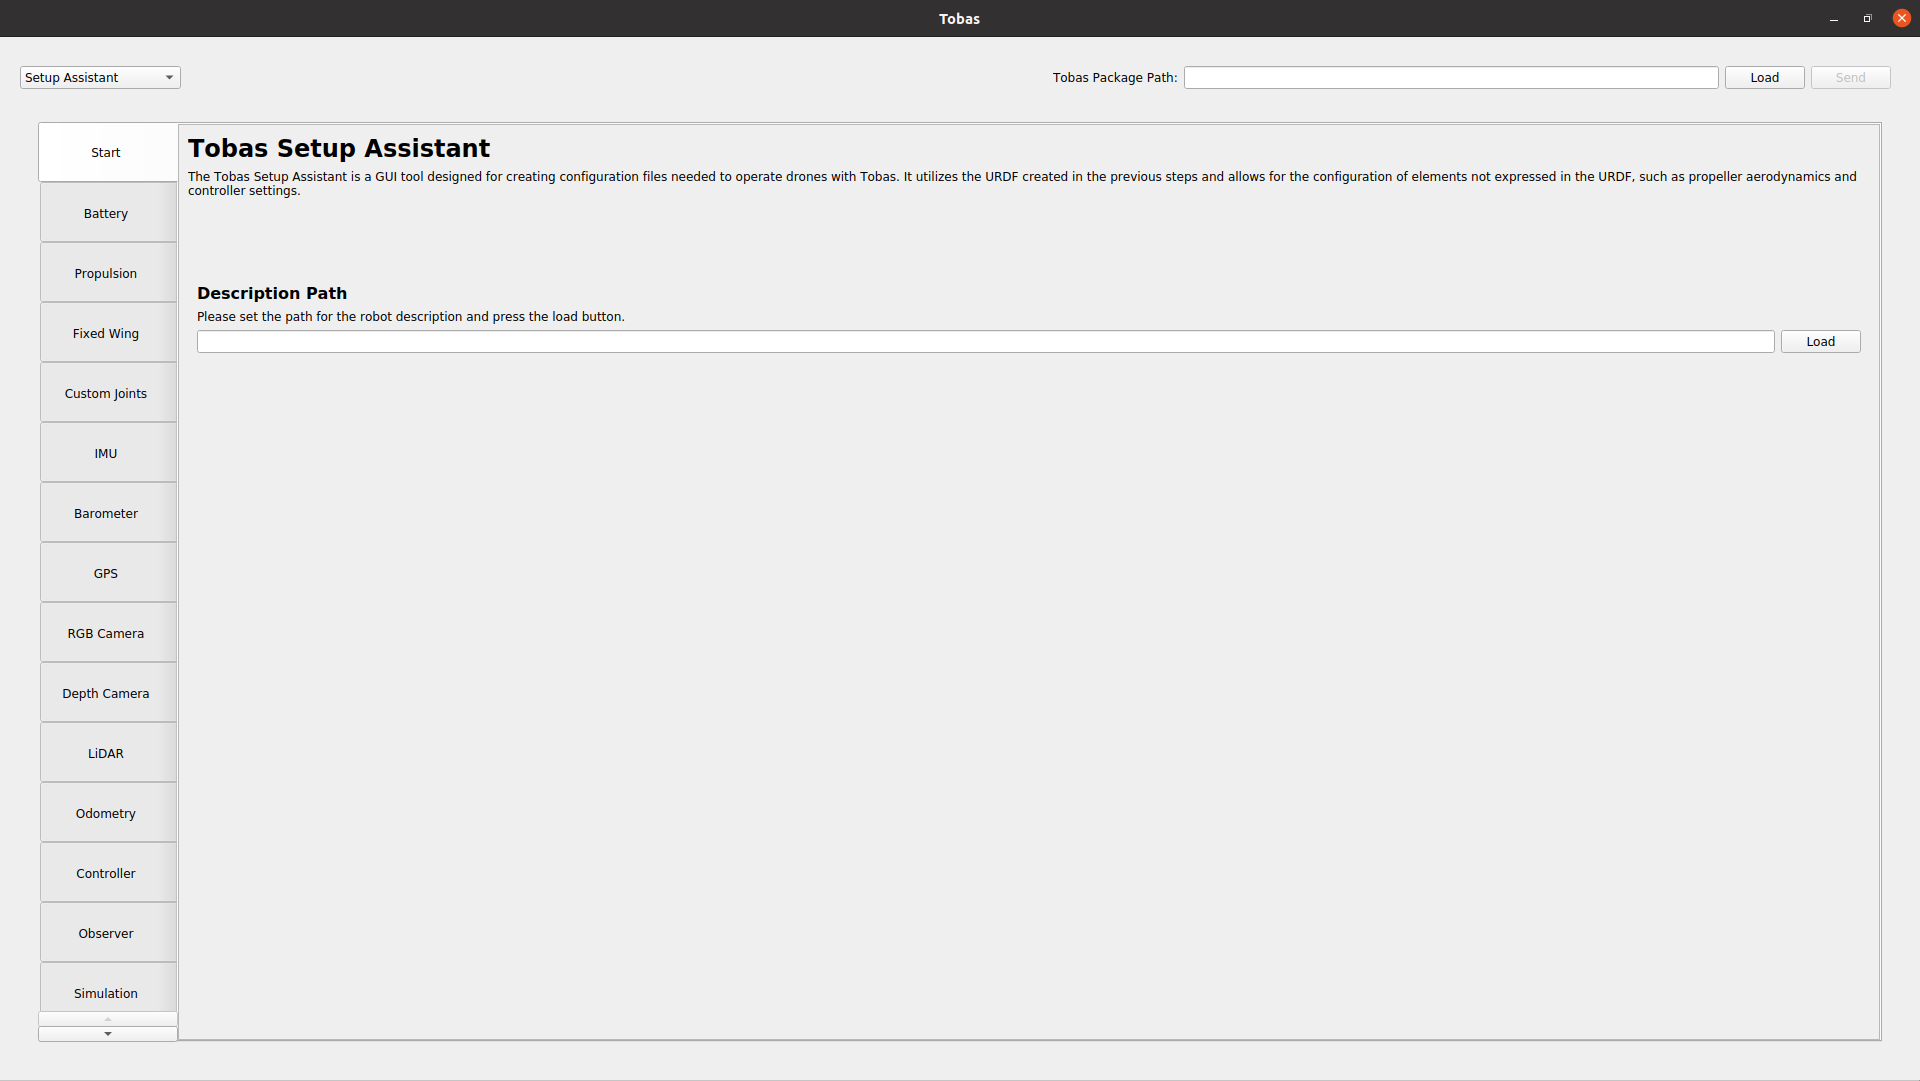 Tobas
Setup Assistant
Tobas Package Path:
Load
Send
Start
Battery
Propulsion
Fixed Wing
Custom Joints
IMU
Barometer
GPS
RGB Camera
Depth Camera
LiDAR
Odometry
Controller
Observer
Simulation
Tobas Setup Assistant
The Tobas Setup Assistant is a GUI tool designed for creating configuration files needed to operate drones with Tobas. It utilizes the URDF created in the previous steps and allows for the configuration of elements not expressed in the URDF, such as propeller aerodynamics and
controller settings.
Description Path
Please set the path for the robot description and press the load button.
Load